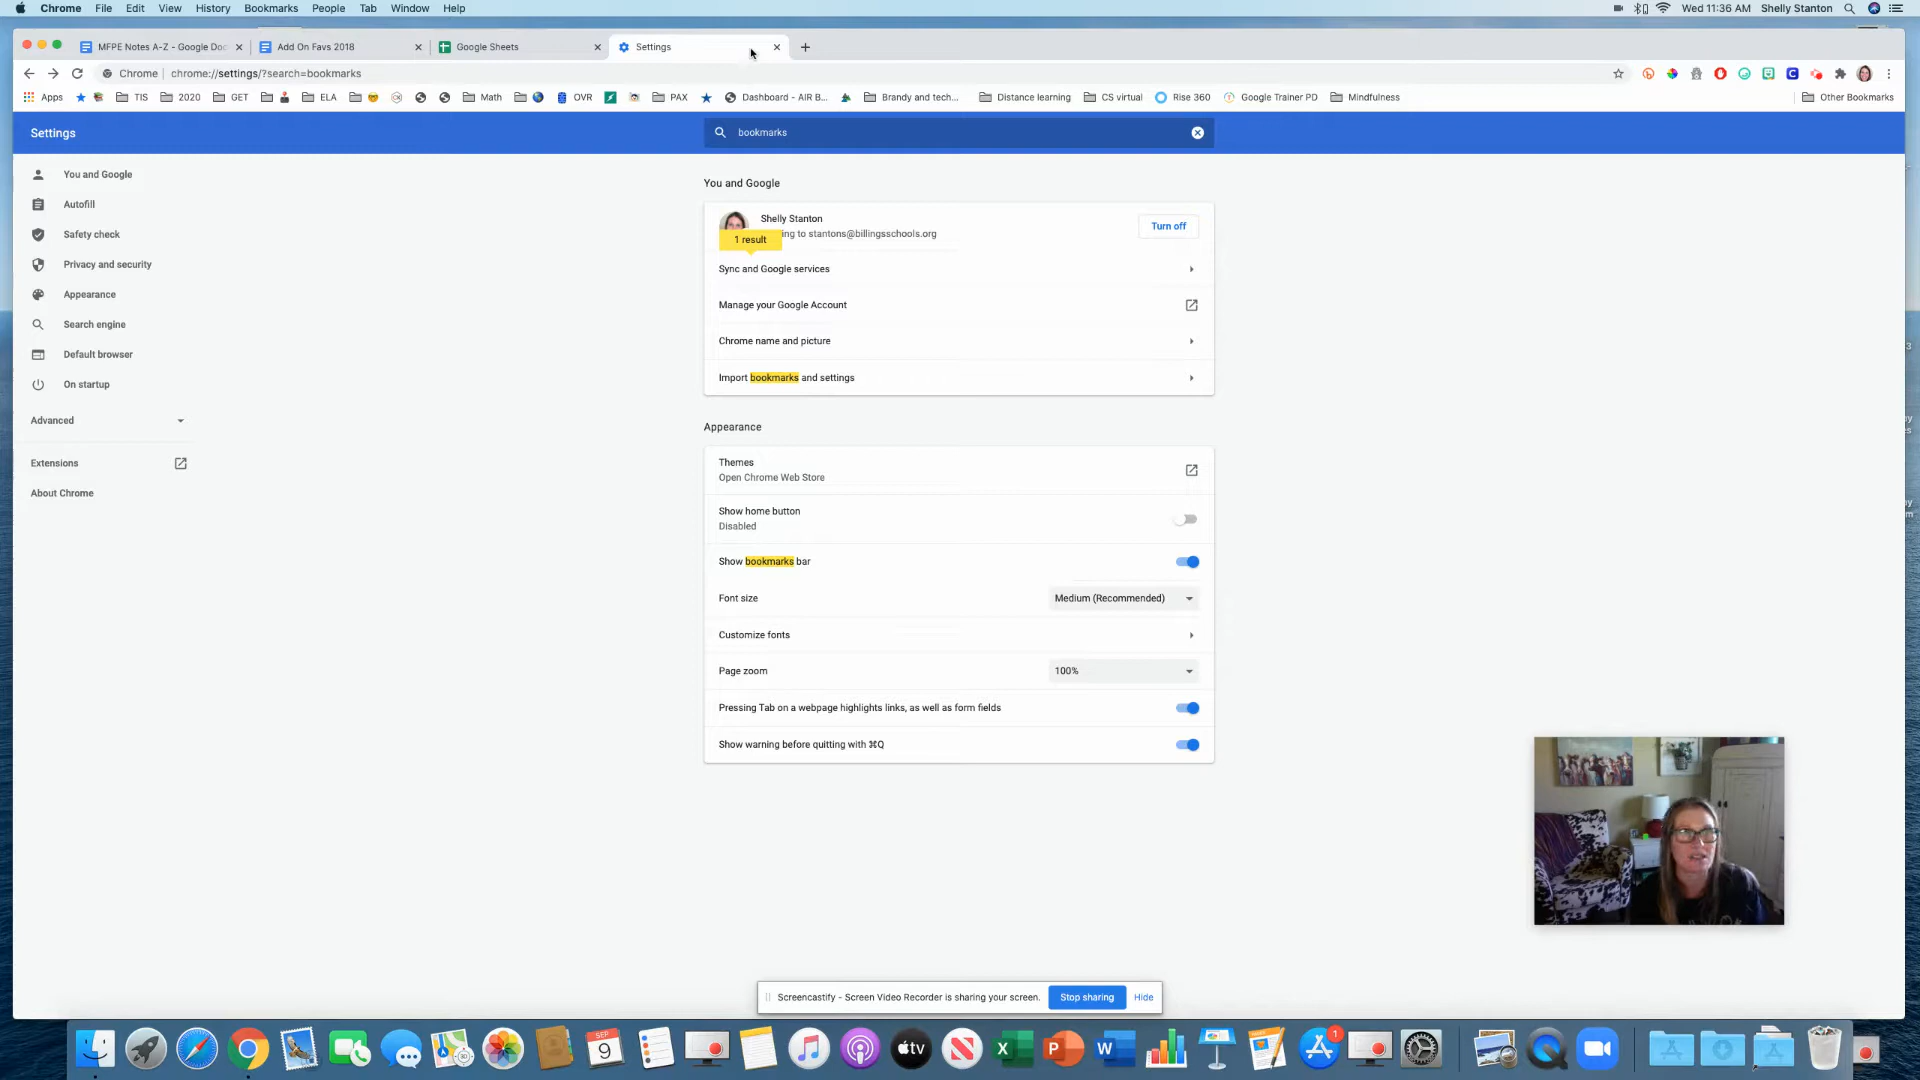 Chrome File Edit View History Bookmarks People Tab Window Help Wed 11:36 AM Shelly Stanton
MFPE Notes A-Z - Google Doc Add On Favs 2018 Google Sheets Settings
Chrome | chrome://settings/?search=bookmarks
Apps TIS 2020 GET ELA Math OVR PAX Dashboard - AIR B... Brandy and tech... Distance learning CS virtual Rise 360 Google Trainer PD Mindfulness Other Bookmarks
Settings bookmarks
You and Google
Autofill
Safety check
Privacy and security
Appearance
Search engine
Default browser
On startup
Advanced
Extensions
About Chrome
You and Google
Shelly Stanton
ing to stantons@billingsschools.org
Turn off
1 result
Sync and Google services
Manage your Google Account
Chrome name and picture
Import bookmarks and settings
Appearance
Themes
Open Chrome Web Store
Show home button
Disabled
Show bookmarks bar
Font size Medium (Recommended)
Customize fonts
Page zoom 100%
Pressing Tab on a webpage highlights links, as well as form fields
Show warning before quitting with ⌘Q
Screencastify - Screen Video Recorder is sharing your screen. Stop sharing Hide
SEP
9
tv
X
P
W
1